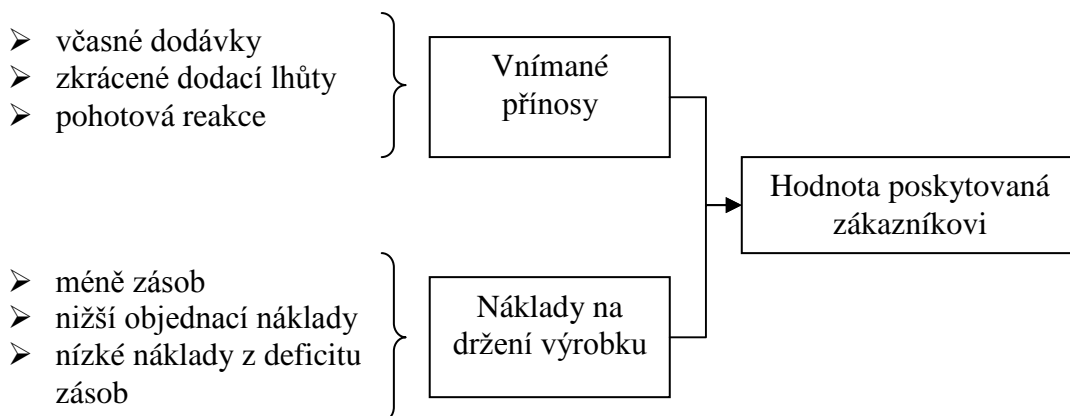 ➢ včasné dodávky
➢ zkrácené dodací lhůty
➢ pohotová reakce
Vnímané
přínosy
Hodnota poskytovaná
zákazníkovi
➢ méně zásob
➢ nižší objednací náklady
➢ nízké náklady z deficitu
zásob
Náklady na
držení výrobku